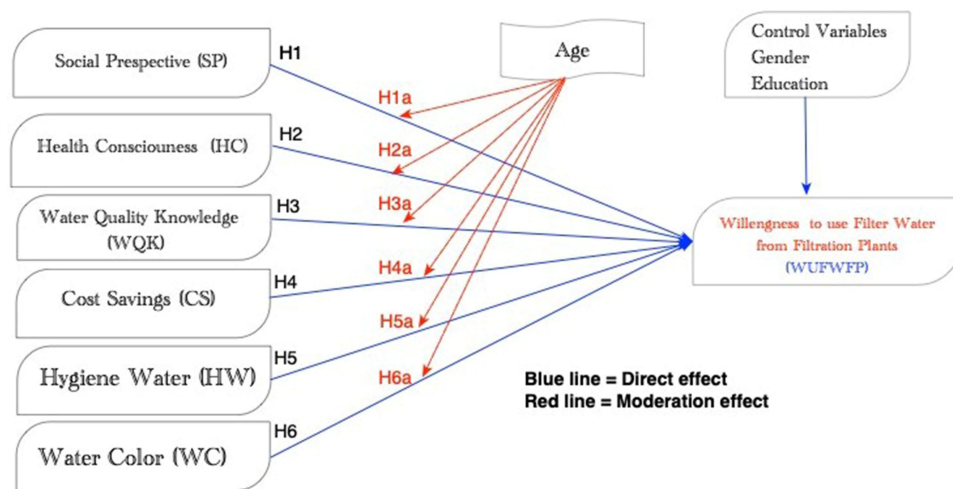 Social Prespective (SP)
H1
Health Consciouness (HC)
H2
Water Quality Knowledge
(WQK)
H3
Cost Savings (CS)
H4
Hygiene Water (HW)
H5
Water Color (WC)
H6
Age
H1a
H2a
H3a
H4a
H5a
H6a
Control Variables
Gender
Education
Willengness to use Filter Water
from Filtration Plants
(WUFWFP)
Blue line = Direct effect
Red line = Moderation effect